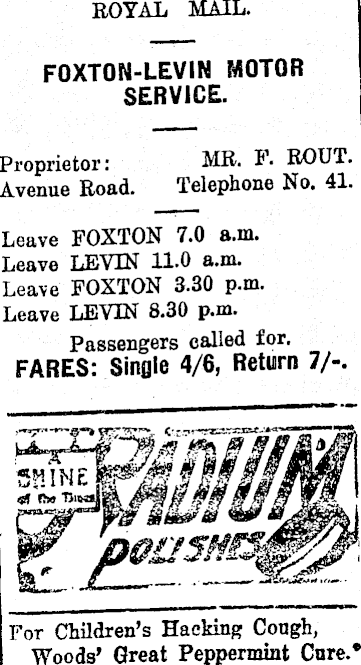 ROYAL MAIL.
FOXTON-LEVIN MOTOR
SERVICE.
Proprietor: MR. F. ROUT.
Avenue Road. Telephone No. 41.
Leave FOXTON 7.0 a.m.
Leave LEVIN 11.0 a.m.
Leave FOXTON 3.30 p.m.
Leave LEVIN 8.30 p.m.
Passengers called for.
FARES: Single 4/6, Return 7/-.
A
SHINE
of the Times
RADIUM
POLISHES
For Children's Hacking Cough,
Woods' Great Peppermint Cure.